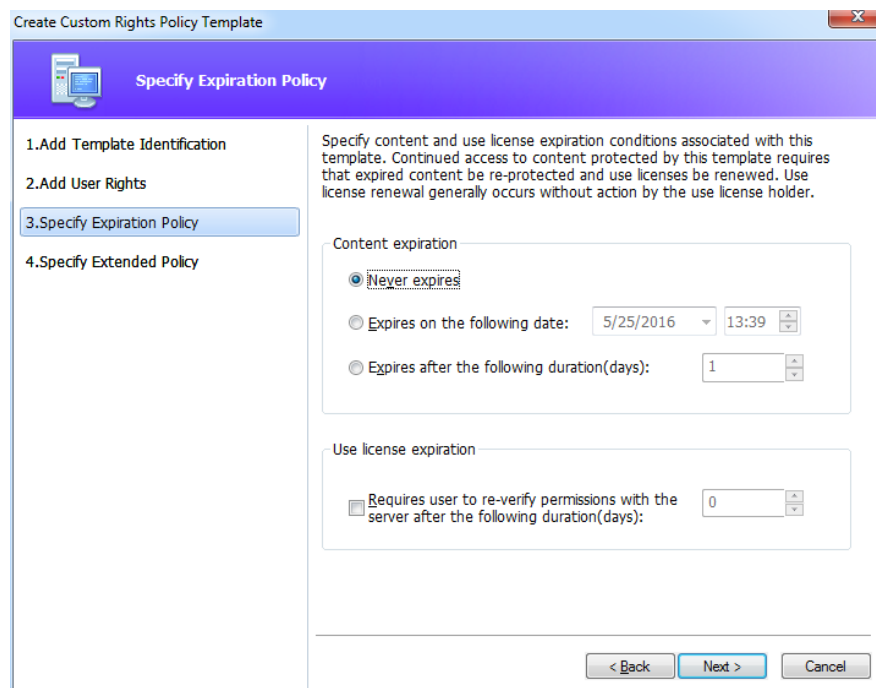 Create Custom Rights Policy Template
x
Specify Expiration Policy
1.Add Template Identification
2.Add User Rights
3.Specify Expiration Policy
4.Specify Extended Policy
Specify content and use license expiration conditions associated with this
template. Continued access to content protected by this template requires
that expired content be re-protected and use licenses be renewed. Use
license renewal generally occurs without action by the use license holder.
Content expiration
Never expires
Expires on the following date: 5/25/2016 13:39
Expires after the following duration(days): 1
Use license expiration
Requires user to re-verify permissions with the
server after the following duration(days): 0
< Back Next > Cancel